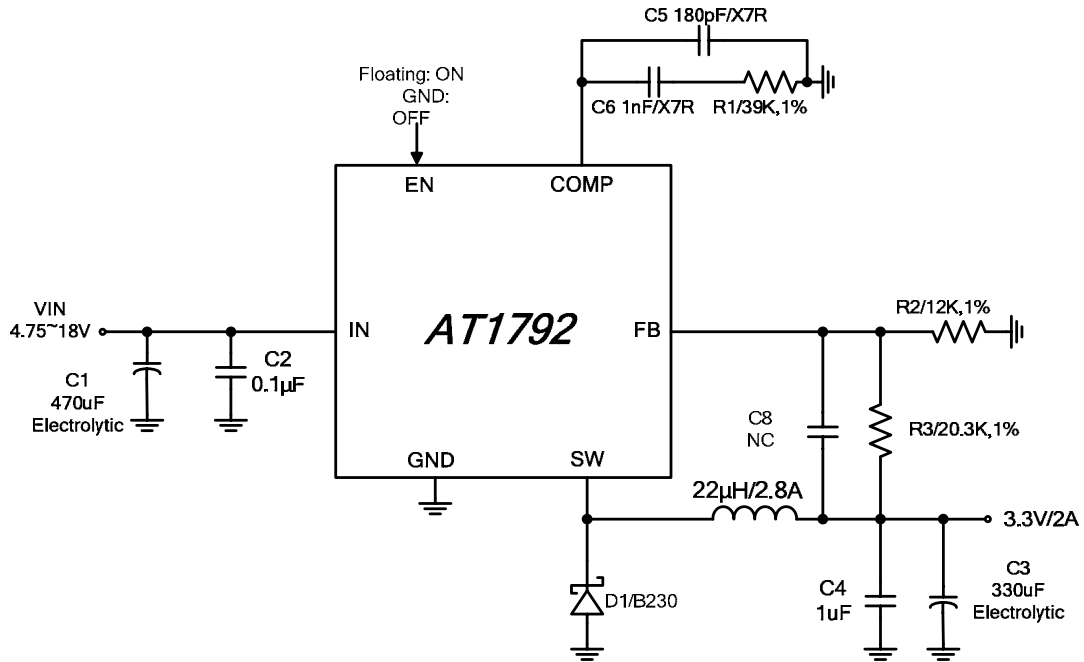 C5 180pF/X7R
Floating: ON
GND:
OFF
C6 1nF/X7R
R1/39K,1%
EN
COMP
VIN
4.75~18V
IN
AT1792
FB
R2/12K,1%
C1
470uF
Electrolytic
C2
0.1µF
C8
NC
R3/20.3K,1%
GND
SW
22µH/2.8A
3.3V/2A
D1/B230
C4
1uF
C3
330uF
Electrolytic